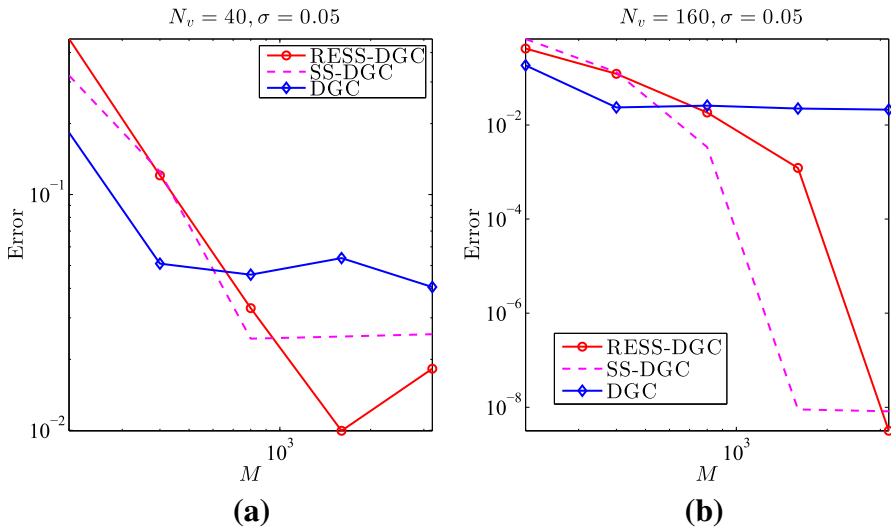 N_v = 40, σ = 0.05
RESS-DGC
SS-DGC
DGC
10^{-1}
10^{-2}
Error
10^3
M
(a)
N_v = 160, σ = 0.05
10^{-2}
10^{-4}
10^{-6}
10^{-8}
Error
RESS-DGC
SS-DGC
DGC
10^3
M
(b)